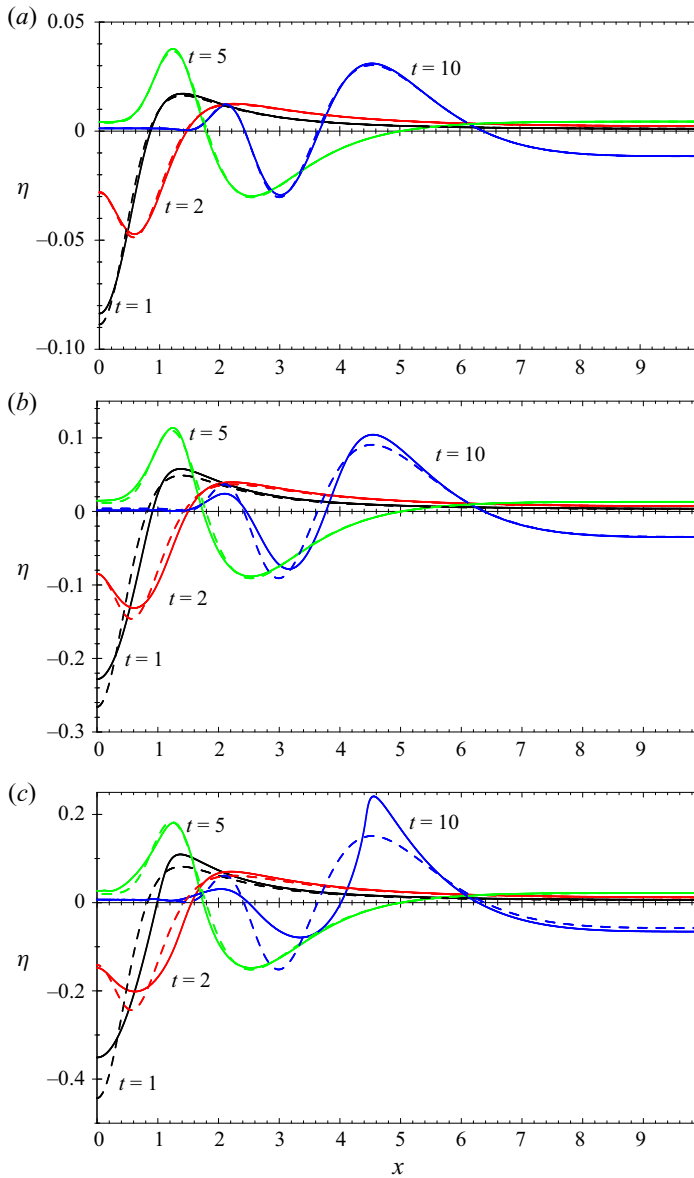 (a)
0.05
t = 5
t = 10
0
η
t = 2
–0.05
t = 1
–0.10
0 1 2 3 4 5 6 7 8 9
(b)
t = 5
0.1
t = 10
0
η
–0.1
t = 2
–0.2
t = 1
–0.3
0 1 2 3 4 5 6 7 8 9
(c)
0.2
t = 5
t = 10
0
η
t = 2
–0.2
–0.4
t = 1
0 1 2 3 4 5 6 7 8 9
x